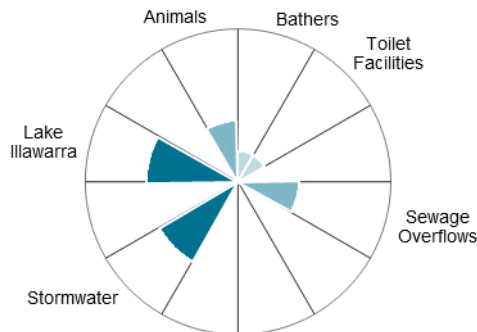 Animals
Bathers
Toilet
Facilities
Lake
Illawarra
Sewage
Overflows
Stormwater